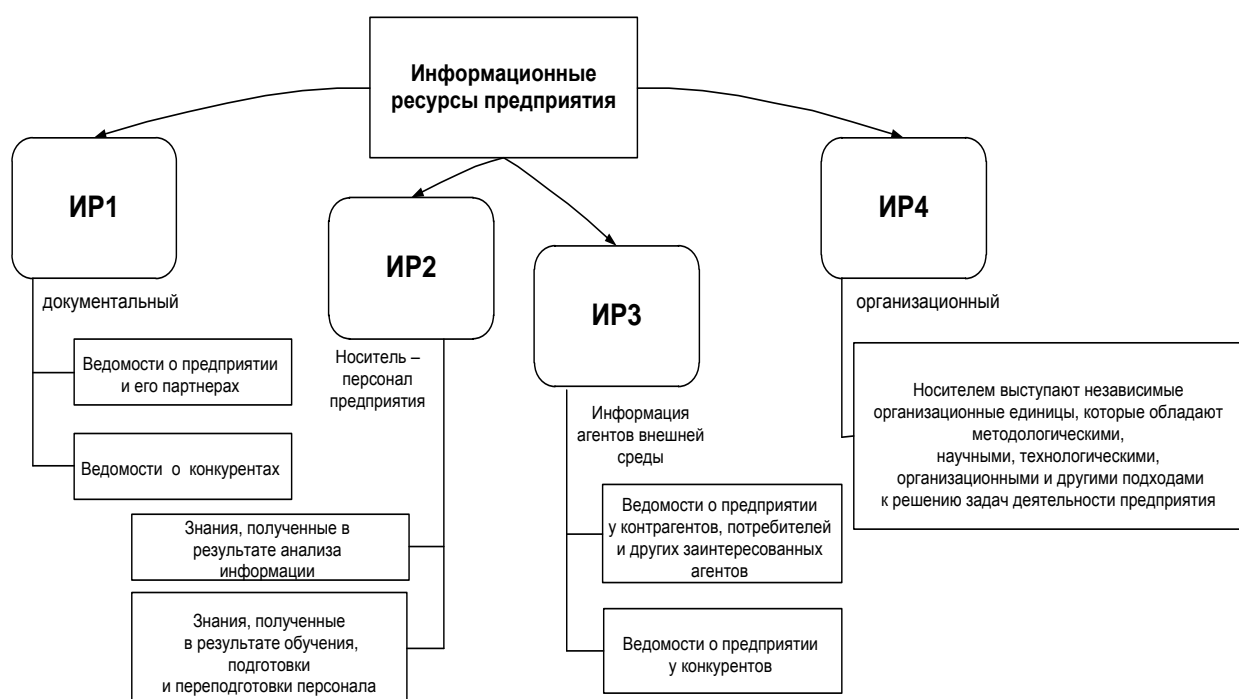 Информационные
ресурсы предприятия
ИР1
документальный
Ведомости о предприятии
и его партнерах
Ведомости о конкурентах
ИР2
Носитель –
персонал
предприятия
Знания, полученные в
результате анализа
информации
Знания, полученные
в результате обучения,
подготовки
и переподготовки персонала
ИР3
Информация
агентов внешней
среды
Ведомости о предприятии
у контрагентов, потребителей
и других заинтересованных
агентов
Ведомости о предприятии
у конкурентов
ИР4
организационный
Носителем выступают независимые
организационные единицы, которые обладают
методологическими,
научными, технологическими,
организационными и другими подходами
к решению задач деятельности предприятия